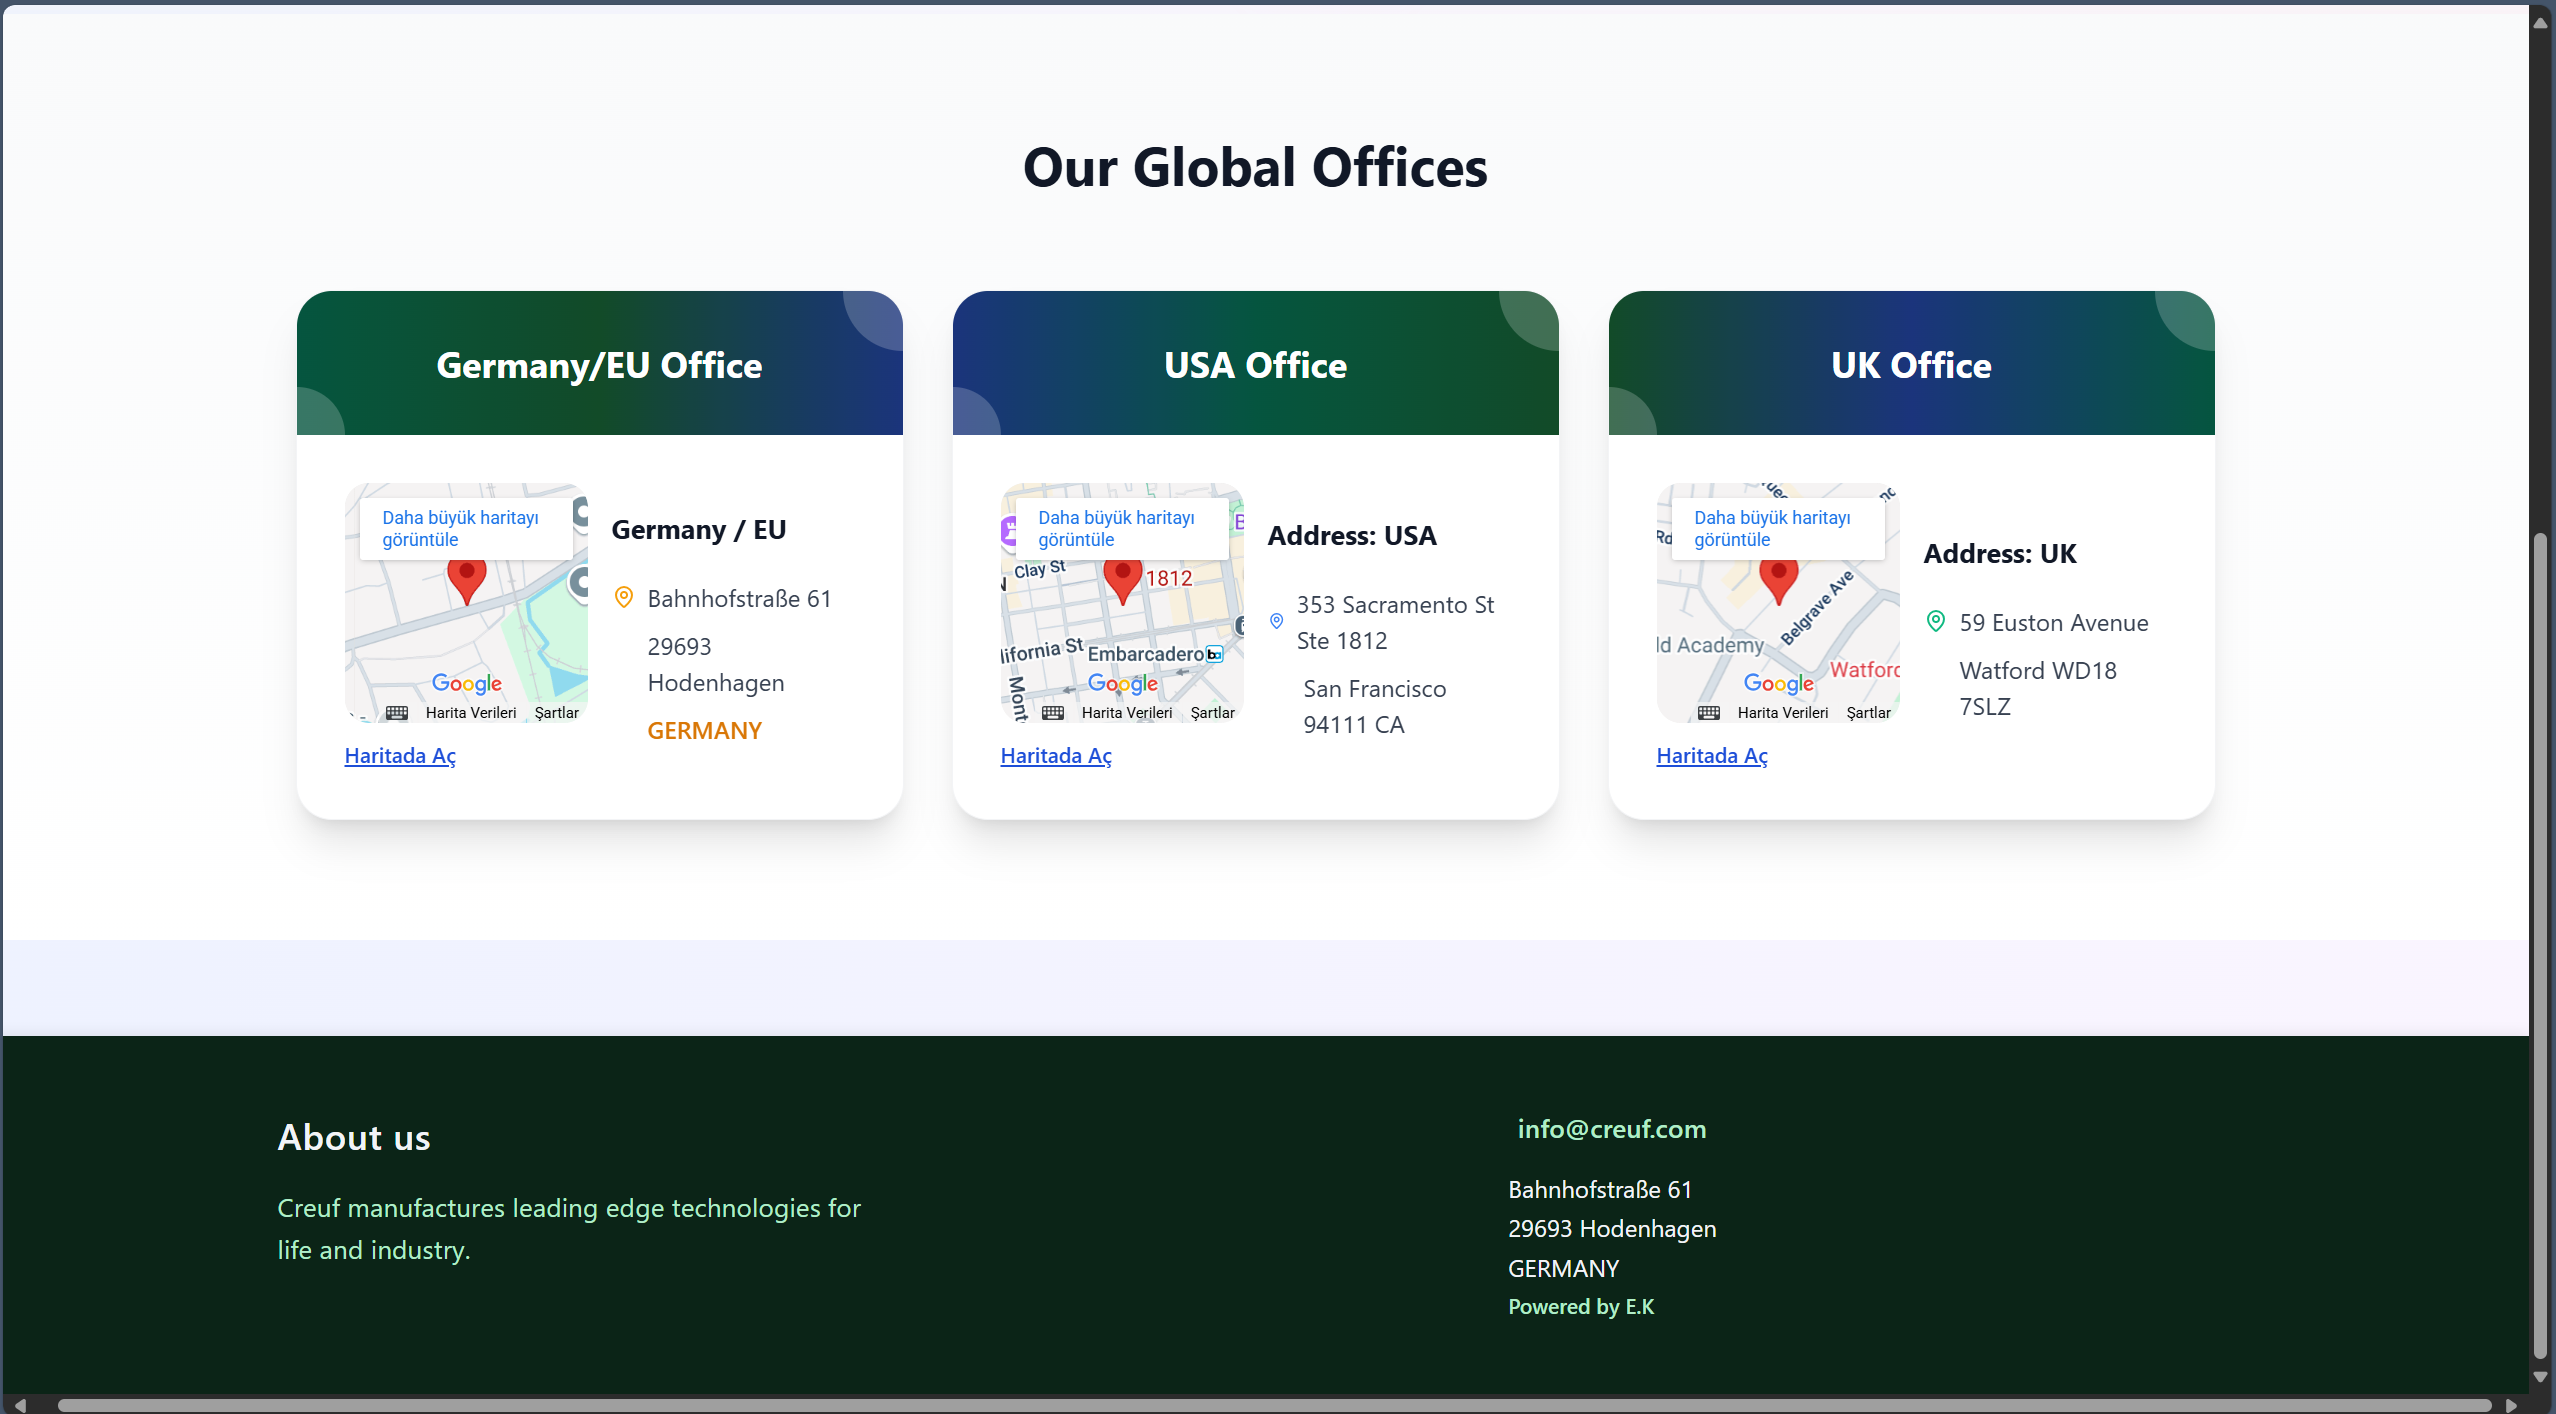 Our Global Offices
Germany/EU Office
Daha büyük haritayı
görüntüle
Google
Harita Verileri Şartlar
Haritada Aç
Germany / EU
Bahnhofstraße 61
29693
Hodenhagen
GERMANY
USA Office
Daha büyük haritayı
görüntüle
Clay St
1812
lifornia St
Embarcadero
Mont
Google
Harita Verileri Şartlar
Haritada Aç
Address: USA
353 Sacramento St
Ste 1812
San Francisco
94111 CA
UK Office
Daha büyük haritayı
görüntüle
Rd
Belgrave Ave
ld Academy
Watford
Google
Harita Verileri Şartlar
Haritada Aç
Address: UK
59 Euston Avenue
Watford WD18
7SLZ
About us
Creuf manufactures leading edge technologies for
life and industry.
info@creuf.com
Bahnhofstraße 61
29693 Hodenhagen
GERMANY
Powered by E.K